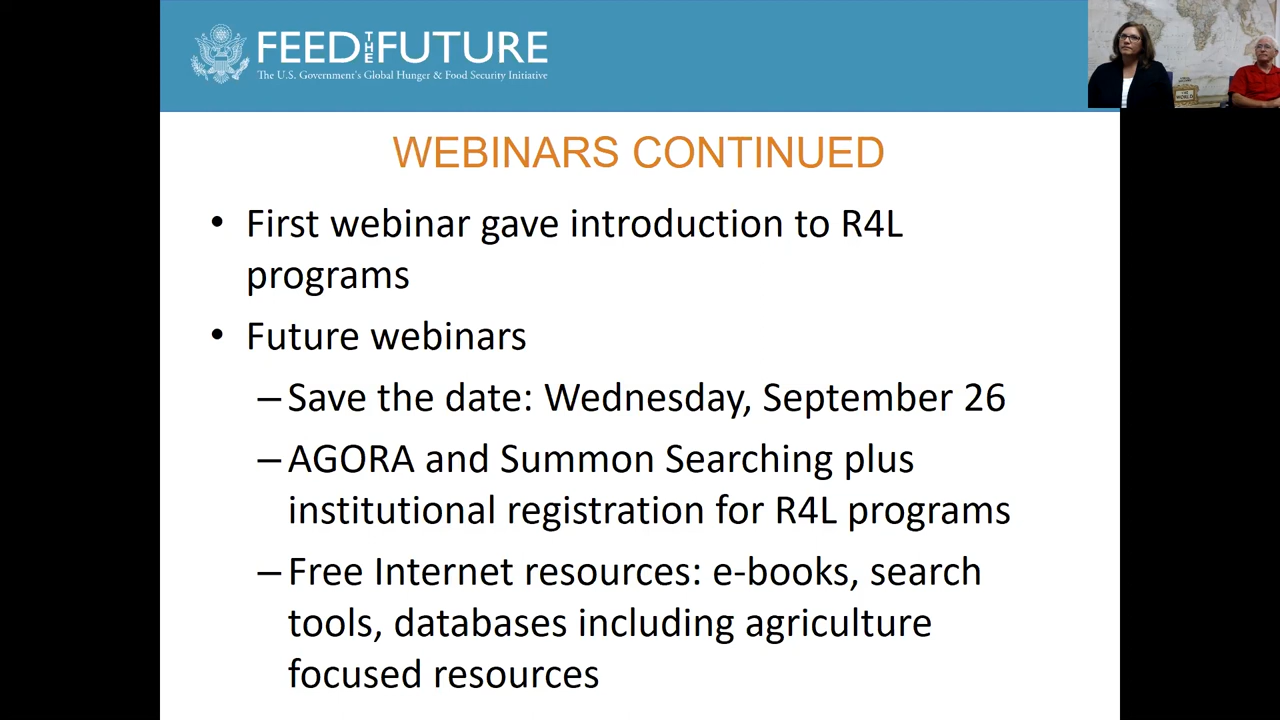 FEED THE FUTURE
The U.S. Government's Global Hunger & Food Security Initiative
WEBINARS CONTINUED
• First webinar gave introduction to R4L
programs
• Future webinars
– Save the date: Wednesday, September 26
– AGORA and Summon Searching plus
institutional registration for R4L programs
– Free Internet resources: e-books, search
tools, databases including agriculture
focused resources